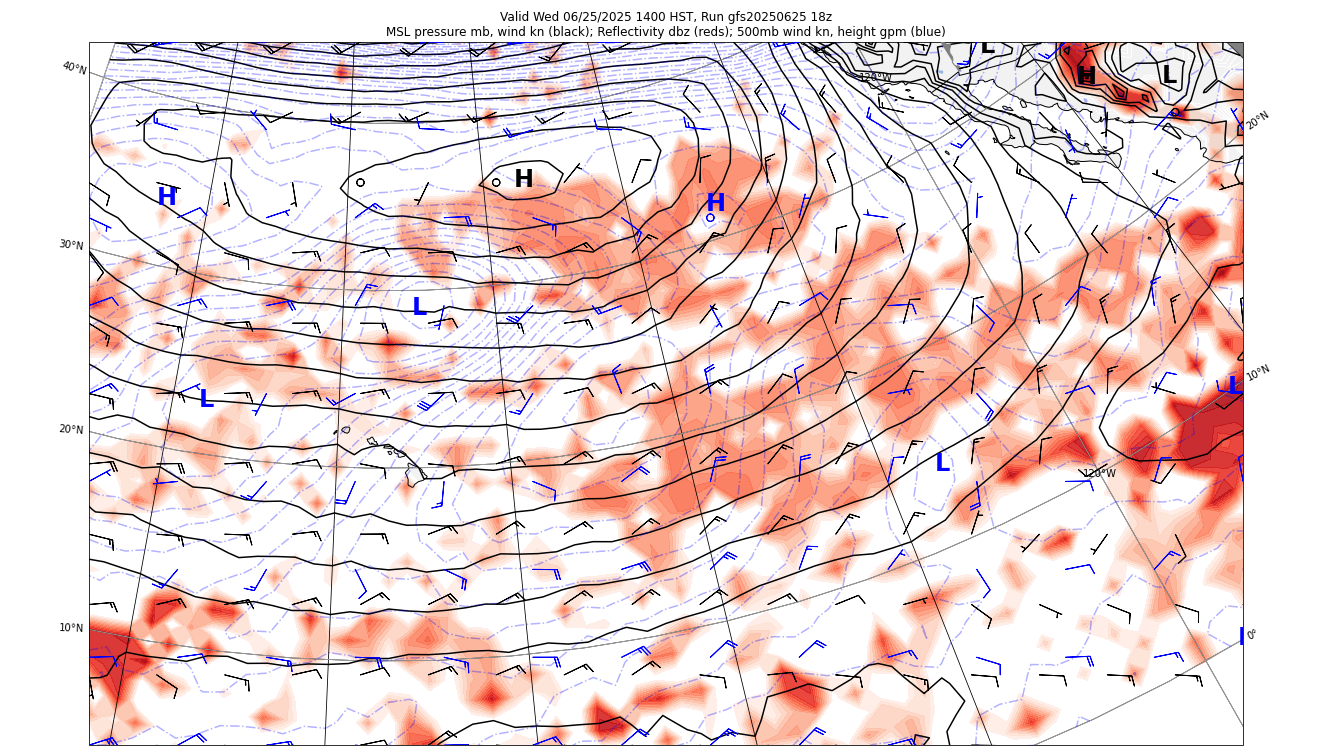 Valid Wed 06/25/2025 1400 HST, Run gfs20250625 18z
MSL pressure mb, wind kn (black); Reflectivity dbz (reds); 500mb wind kn, height gpm (blue)
L
40°N
120°W
H
L
20°N
H
H
H
30°N
L
10°N
L
L
20°N
L
120°W
10°N
0°